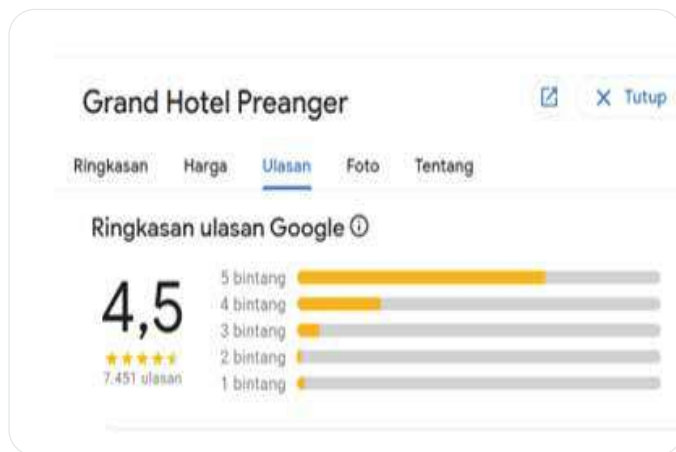 Grand Hotel Preanger
Tutup
Ringkasan Harga Ulasan Foto Tentang
Ringkasan ulasan Google
4,5
5 bintang
4 bintang
3 bintang
2 bintang
1 bintang
7.451 ulasan